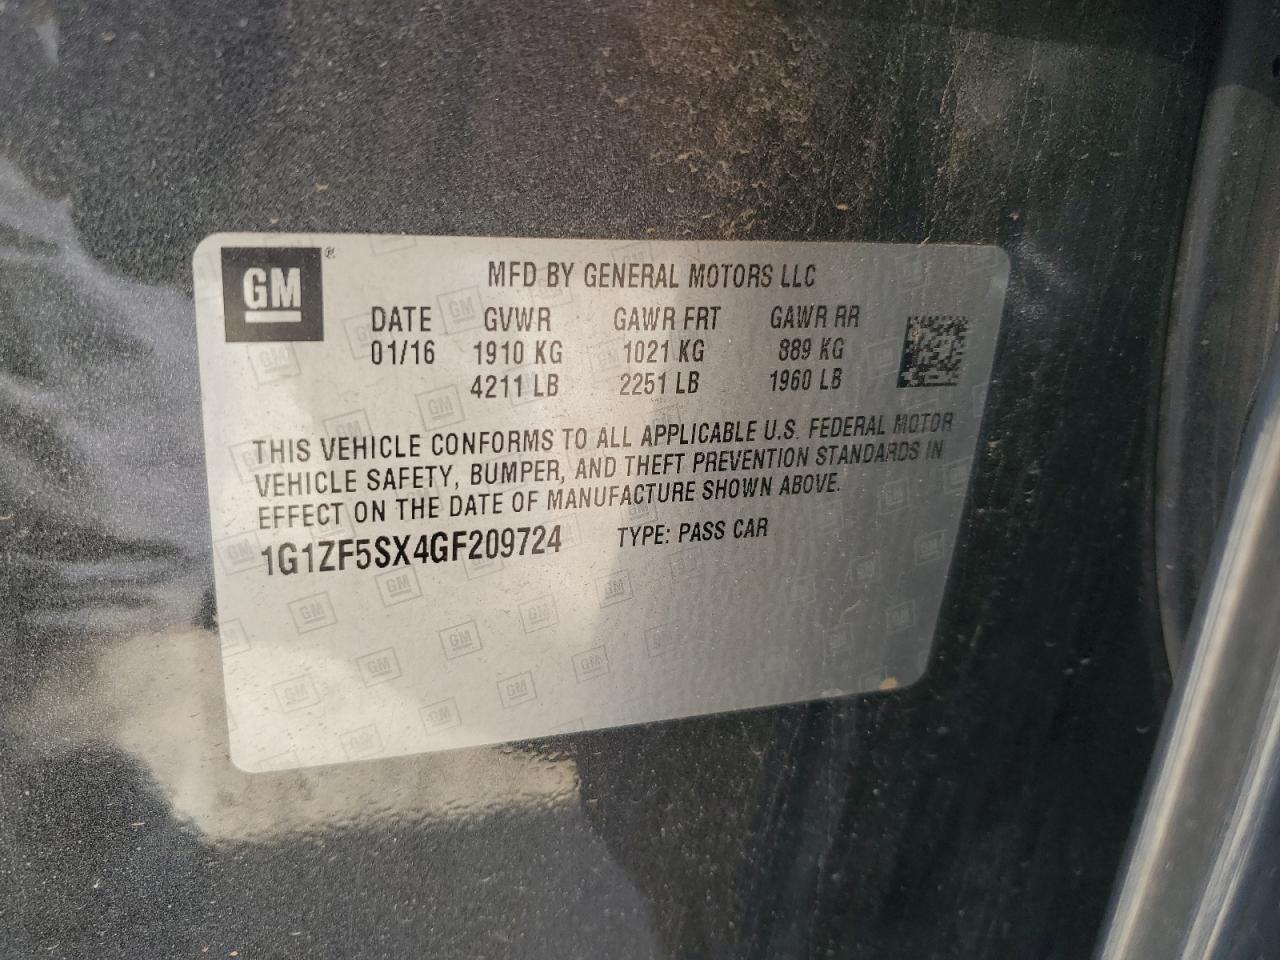 GM ®
MFD BY GENERAL MOTORS LLC
DATE GVWR GAWR FRT GAWR RR
01/16 1910 KG 1021 KG 889 KG
4211 LB 2251 LB 1960 LB
THIS VEHICLE CONFORMS TO ALL APPLICABLE U.S. FEDERAL MOTOR
VEHICLE SAFETY, BUMPER, AND THEFT PREVENTION STANDARDS IN
EFFECT ON THE DATE OF MANUFACTURE SHOWN ABOVE.
1G1ZF5SX4GF209724 TYPE: PASS CAR